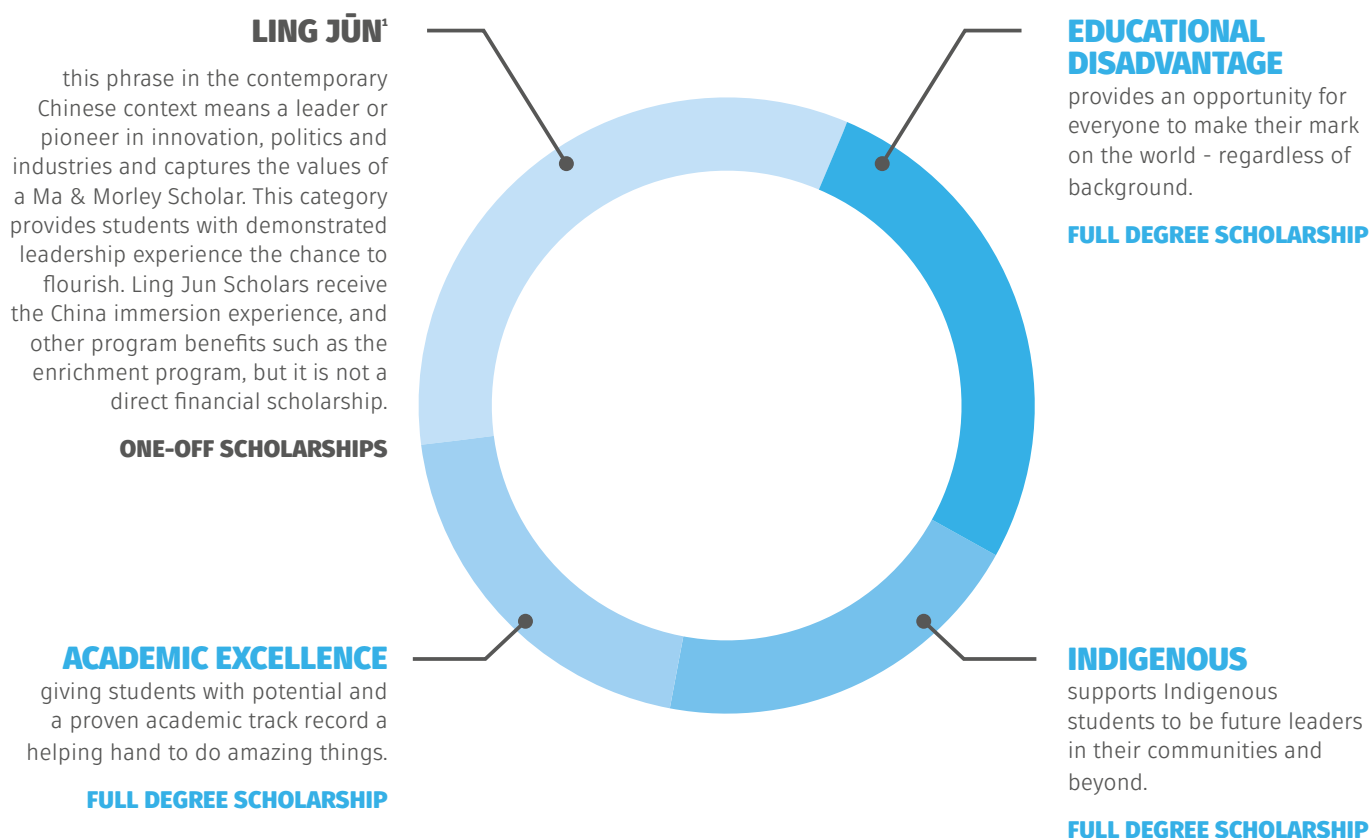 LING JŪN¹
this phrase in the contemporary
Chinese context means a leader or
pioneer in innovation, politics and
industries and captures the values of
a Ma & Morley Scholar. This category
provides students with demonstrated
leadership experience the chance to
flourish. Ling Jun Scholars receive
the China immersion experience, and
other program benefits such as the
enrichment program, but it is not a
direct financial scholarship.
ONE-OFF SCHOLARSHIPS
EDUCATIONAL
DISADVANTAGE
provides an opportunity for
everyone to make their mark
on the world - regardless of
background.
FULL DEGREE SCHOLARSHIP
ACADEMIC EXCELLENCE
giving students with potential and
a proven academic track record a
helping hand to do amazing things.
FULL DEGREE SCHOLARSHIP
INDIGENOUS
supports Indigenous
students to be future leaders
in their communities and
beyond.
FULL DEGREE SCHOLARSHIP